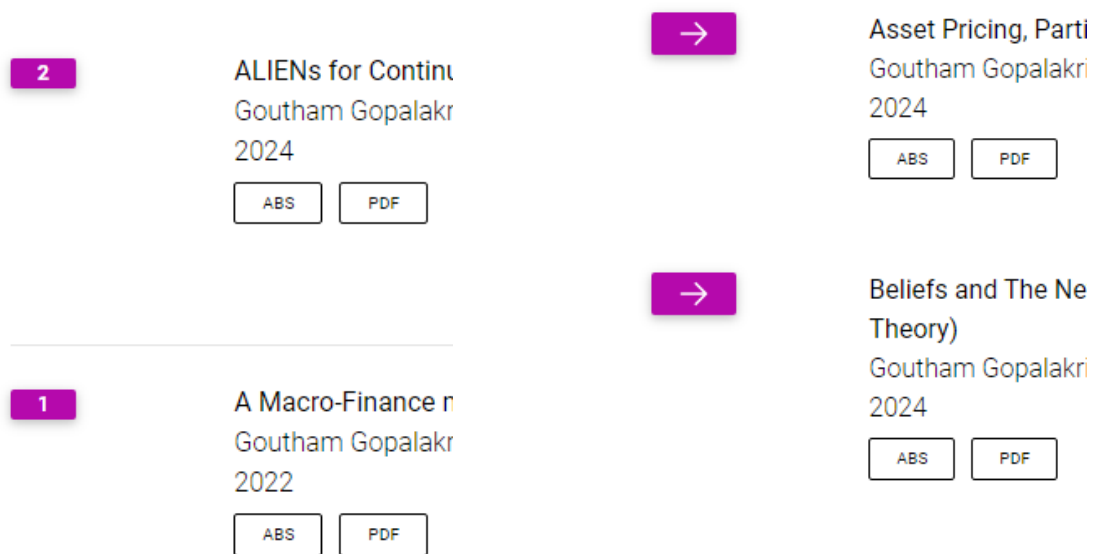 2
ALIENs for Continu
Goutham Gopalakr
2024
ABS PDF
1
A Macro-Finance
Goutham Gopalakr
2022
ABS PDF
Asset Pricing, Parti
Goutham Gopalakri
2024
ABS PDF
Beliefs and The Ne
Theory)
Goutham Gopalakri
2024
ABS PDF